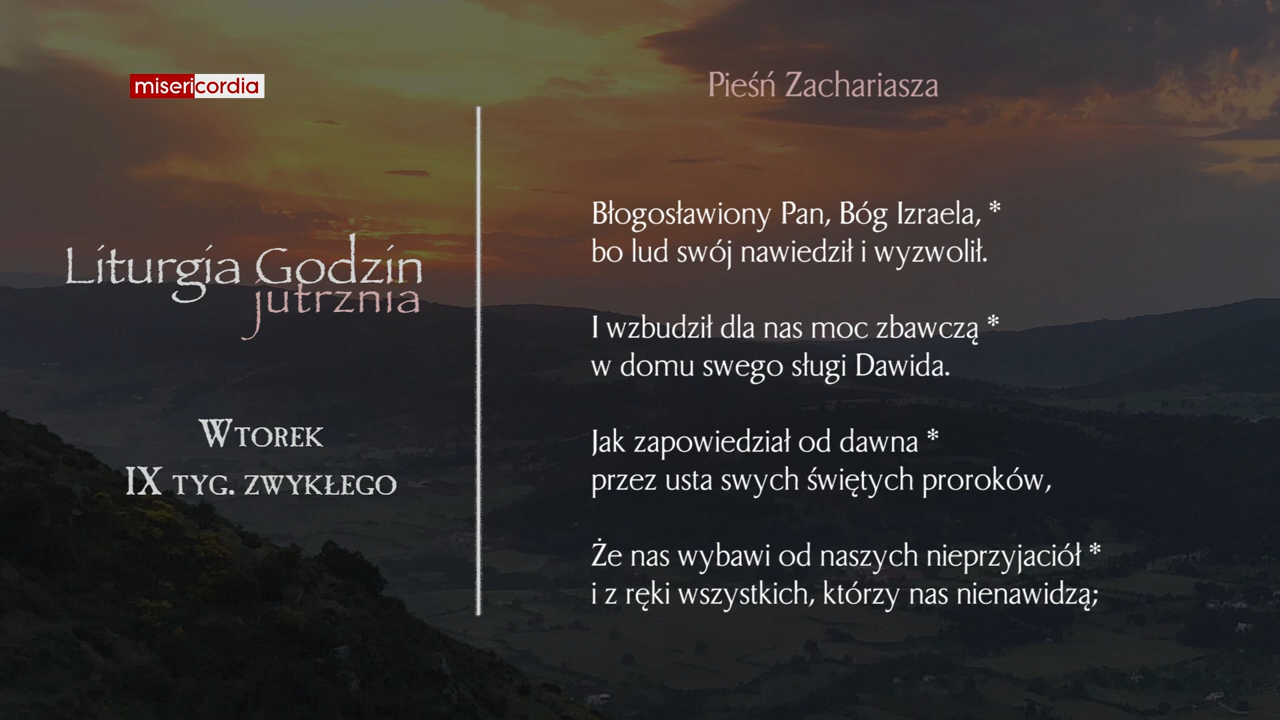 misericordia
Liturgia Godzin
jutrznia
Wtorek
IX tyg. zwykłego
Pieśń Zachariasza
Błogosławiony Pan, Bóg Izraela, *
bo lud swój nawiedził i wyzwolił.
I wzbudził dla nas moc zbawczą *
w domu swego sługi Dawida.
Jak zapowiedział od dawna *
przez usta swych świętych proroków,
Że nas wybawi od naszych nieprzyjaciół *
i z ręki wszystkich, którzy nas nienawidzą;